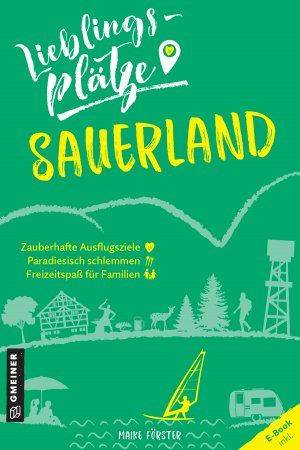 Lieblings-
plätze
SAUERLAND
Zauberhafte Ausflugsziele
Paradiesisch schlemmen
Freizeitspaß für Familien
GMEINER
E-Book
inkl.
MAIKE FÖRSTER